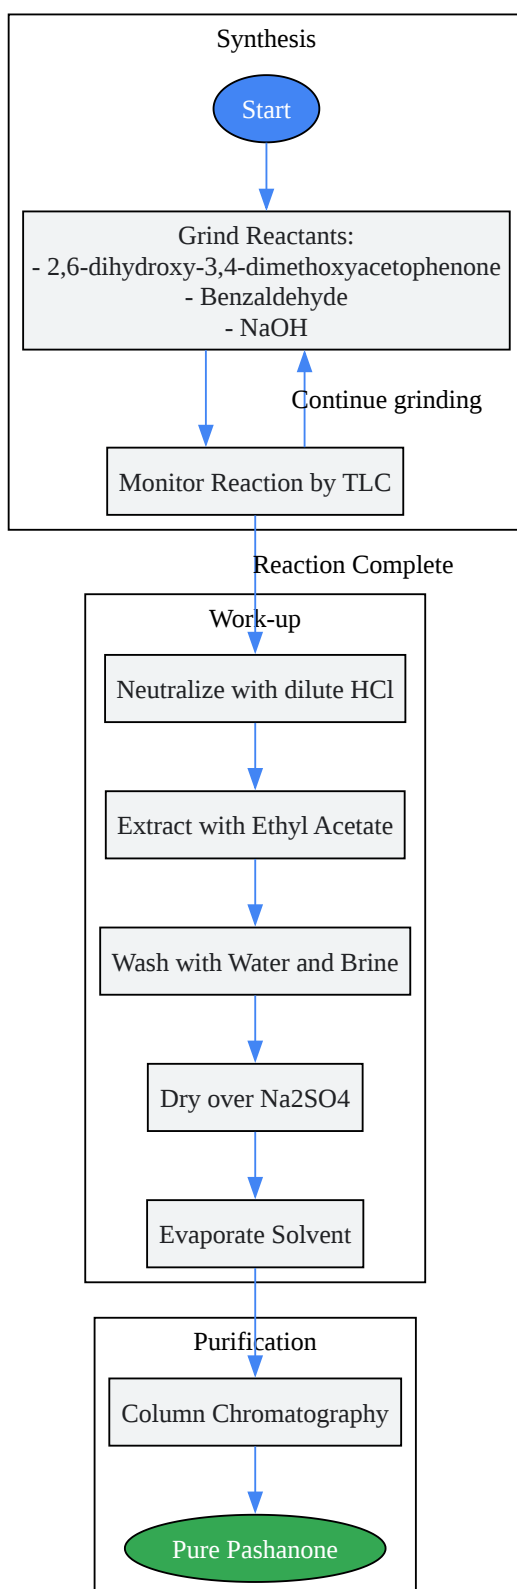 Synthesis
Start
Grind Reactants:
- 2,6-dihydroxy-3,4-dimethoxyacetophenone
- Benzaldehyde
- NaOH
Continue grinding
Monitor Reaction by TLC
Reaction Complete
Work-up
Neutralize with dilute HCl
Extract with Ethyl Acetate
Wash with Water and Brine
Dry over Na2SO4
Evaporate Solvent
Purification
Column Chromatography
Pure Pashanone